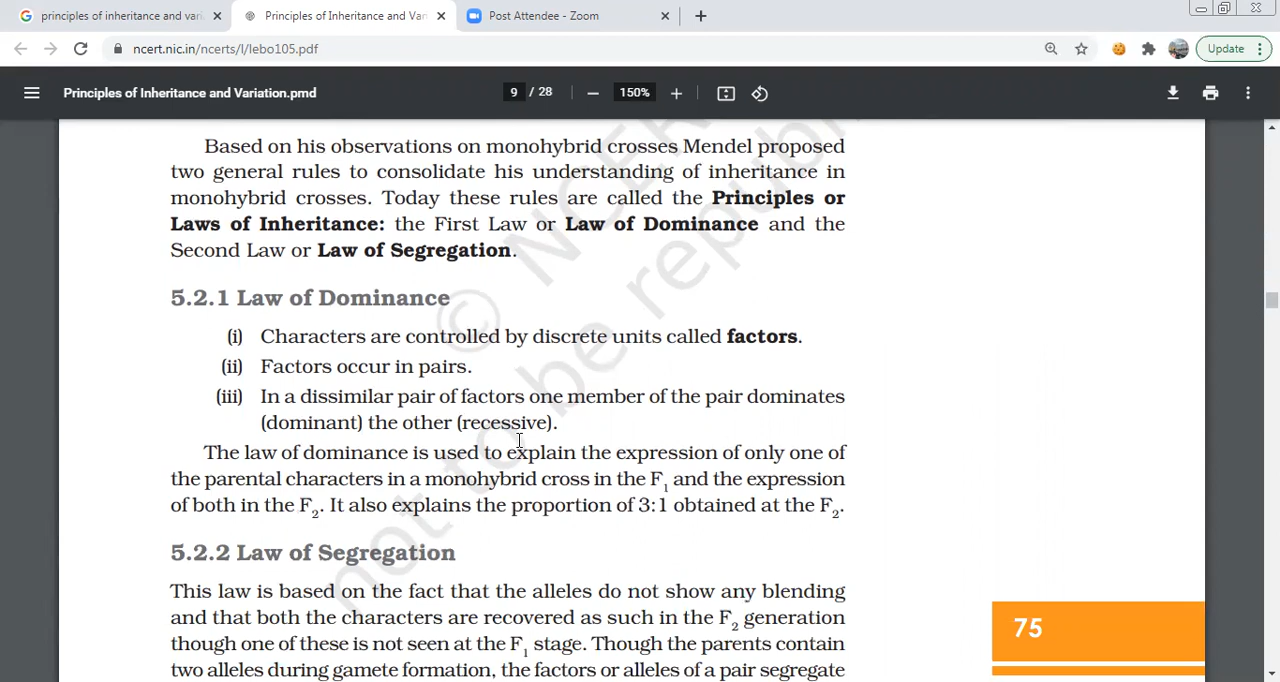 principles of inheritance and vari
Principles of Inheritance and Var
Post Attendee - Zoom
ncert.nic.in/ncerts/l/lebo105.pdf
Update
Principles of Inheritance and Variation.pmd
9 / 28
150%
Based on his observations on monohybrid crosses Mendel proposed
two general rules to consolidate his understanding of inheritance in
monohybrid crosses. Today these rules are called the Principles or
Laws of Inheritance: the First Law or Law of Dominance and the
Second Law or Law of Segregation.
5.2.1 Law of Dominance
(i) Characters are controlled by discrete units called factors.
(ii) Factors occur in pairs.
(iii) In a dissimilar pair of factors one member of the pair dominates
(dominant) the other (recessive).
The law of dominance is used to explain the expression of only one of
the parental characters in a monohybrid cross in the F1 and the expression
of both in the F2. It also explains the proportion of 3:1 obtained at the F2.
5.2.2 Law of Segregation
This law is based on the fact that the alleles do not show any blending
and that both the characters are recovered as such in the F2 generation
though one of these is not seen at the F1 stage. Though the parents contain
two alleles during gamete formation, the factors or alleles of a pair segregate
75
© NCER
not to be republ